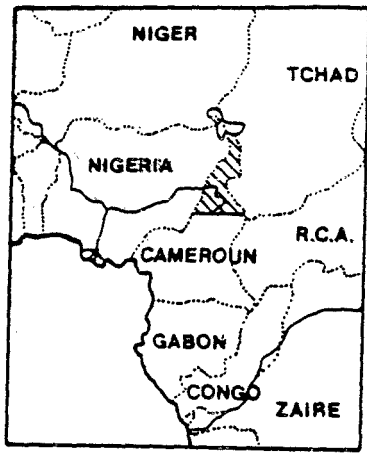 NIGER
TCHAD
NIGERIA
R.C.A.
CAMEROUN
GABON
CONGO
ZAIRE